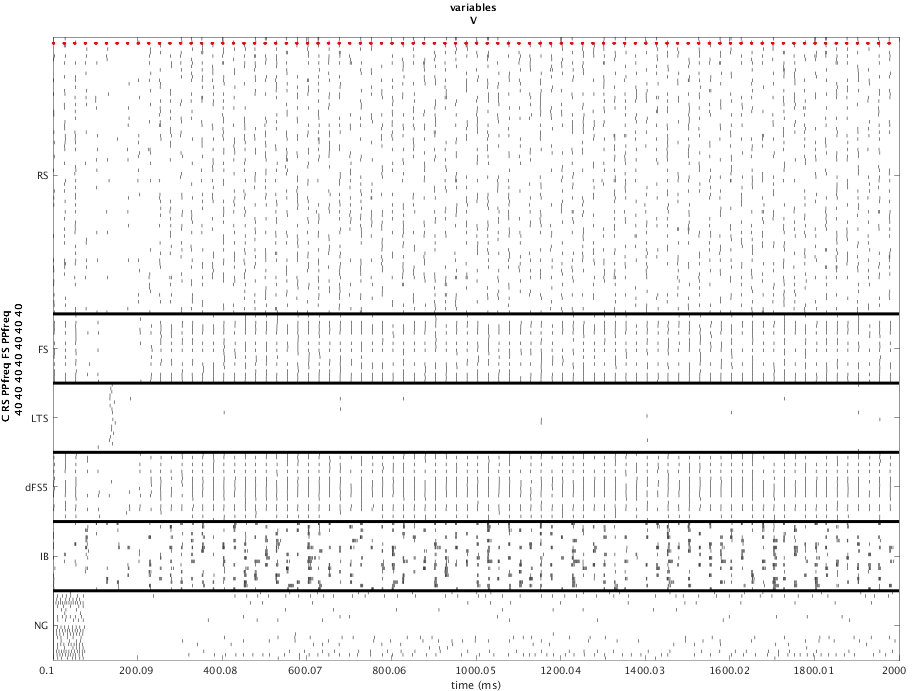 variables
V
RS
FS
LTS
dFS5
IB
NG
C RS PPfreq FS PPfreq
40 40 40 40 40 40 40 40
0.1
200.09
400.08
600.07
800.06
1000.05
1200.04
1400.03
1600.02
1800.01
2000
time (ms)